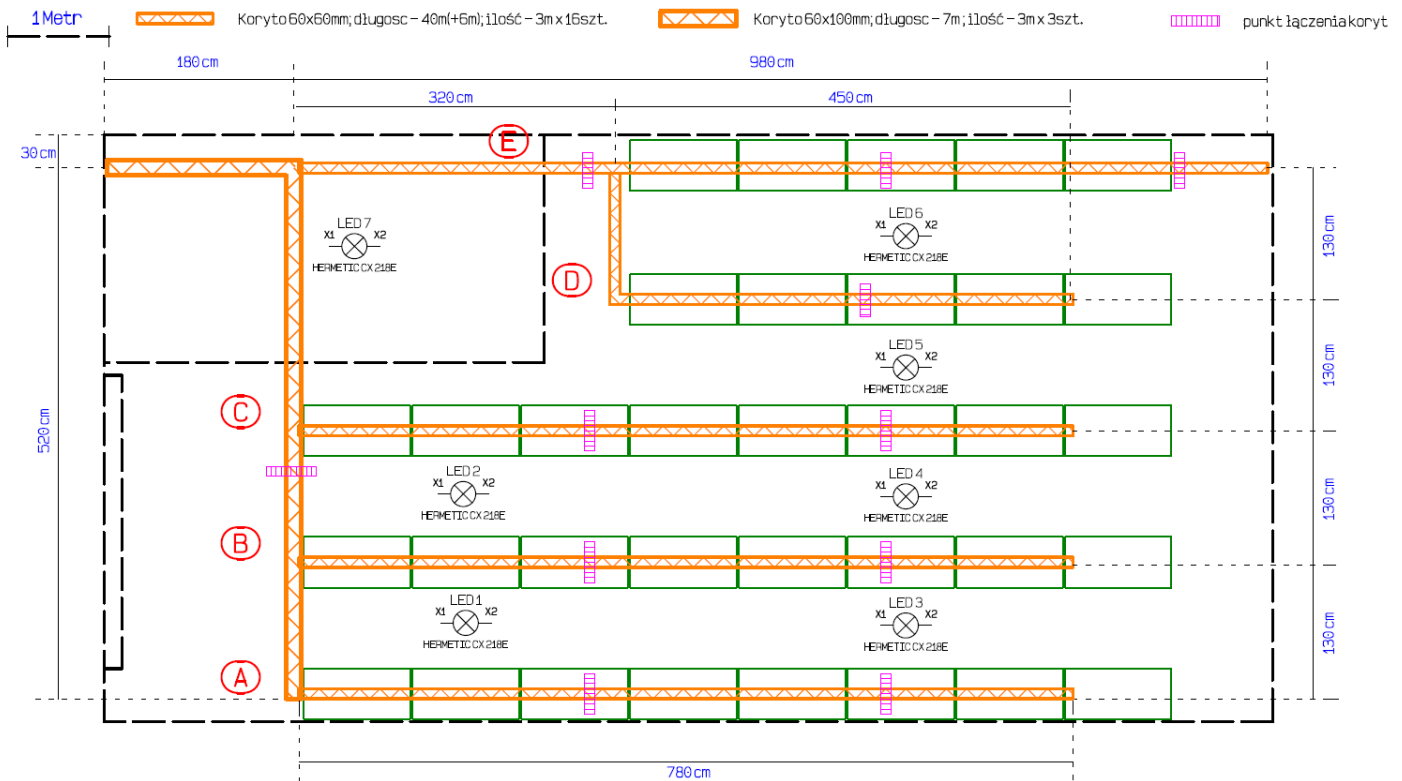 1 Metr
Koryto 60x60mm; długosc - 40m(+6m); ilość - 3m x 16szt.
Koryto 60x100mm; długosc - 7m; ilość - 3m x 3szt.
punkt łączenia koryt
180 cm
980 cm
320 cm
450 cm
E
30 cm
LED 7
X1 X2
HERMETIC CX 218E
LED 6
X1 X2
HERMETIC CX 218E
130 cm
D
LED 5
X1 X2
HERMETIC CX 218E
130 cm
C
520 cm
LED 2
X1 X2
HERMETIC CX 218E
LED 4
X1 X2
HERMETIC CX 218E
130 cm
B
LED 1
X1 X2
HERMETIC CX 218E
LED 3
X1 X2
HERMETIC CX 218E
130 cm
A
780 cm